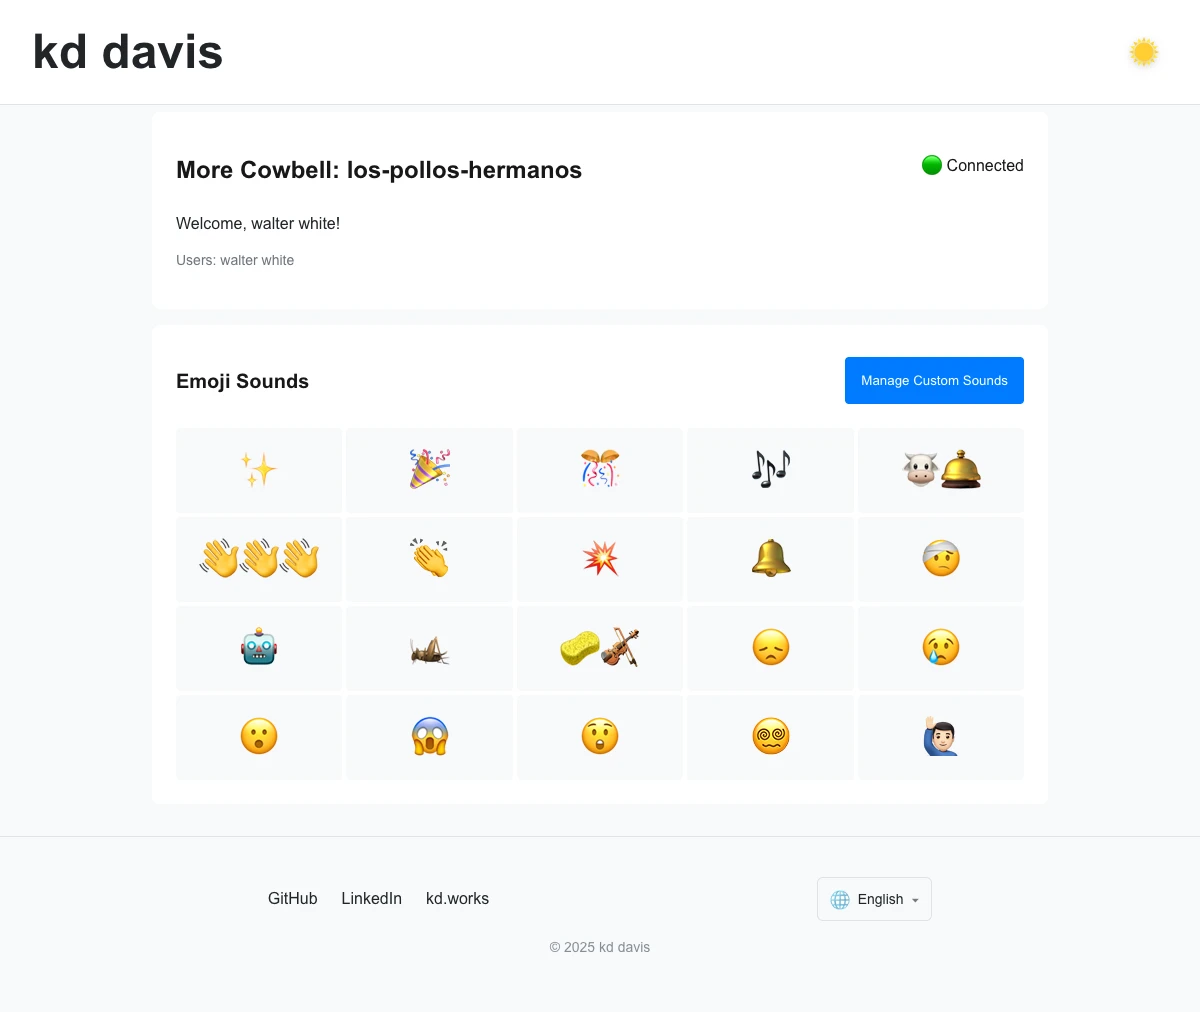 kd davis
More Cowbell: los-pollos-hermanos
🟢 Connected
Welcome, walter white!
Users: walter white
Emoji Sounds
Manage Custom Sounds
GitHub
LinkedIn
kd.works
English
© 2025 kd davis